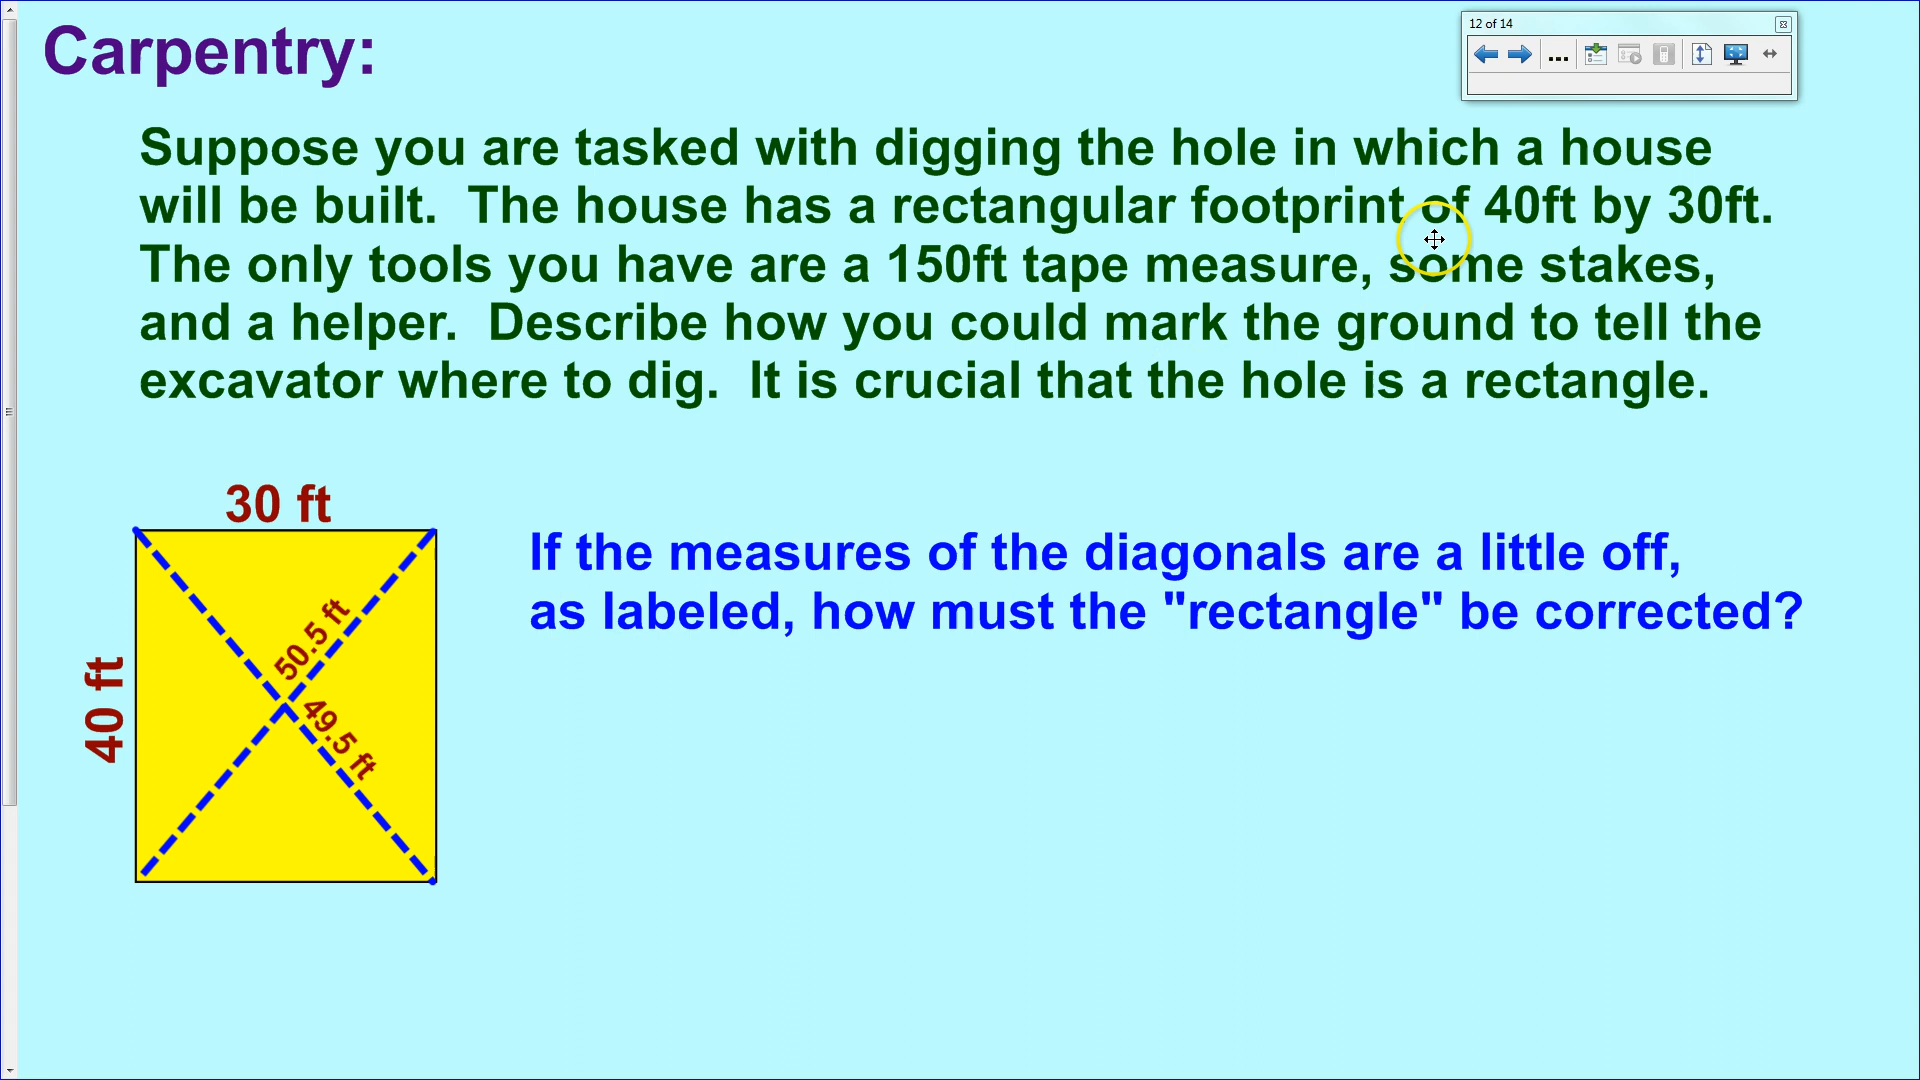 Carpentry:
12 of 14
Suppose you are tasked with digging the hole in which a house
will be built.  The house has a rectangular footprint of 40ft by 30ft.
The only tools you have are a 150ft tape measure, some stakes,
and a helper.  Describe how you could mark the ground to tell the
excavator where to dig.  It is crucial that the hole is a rectangle.
30 ft
If the measures of the diagonals are a little off,
as labeled, how must the "rectangle" be corrected?
50.5 ft
40 ft
49.5 ft